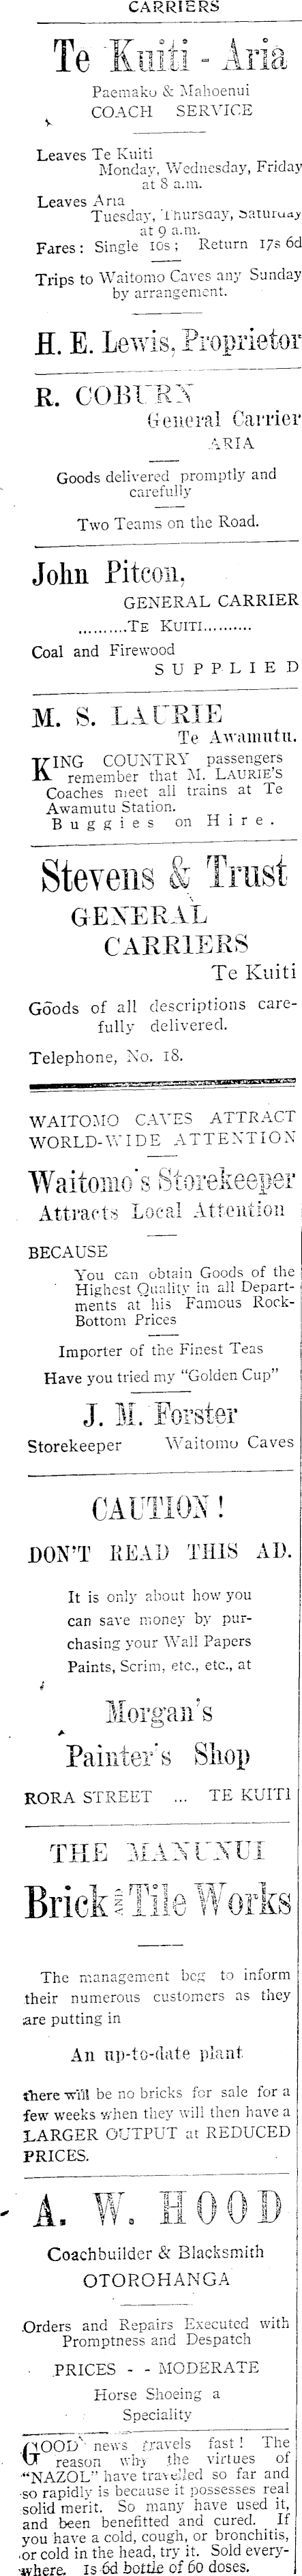 CARRIERS
Te Kuiti - Aria
Paemako & Mahoenui
COACH SERVICE
Leaves Te Kuiti
Monday, Wednesday, Friday
at 8 a.m.
Leaves Aria
Tuesday, Thursday, Saturday
at 9 a.m.
Fares: Single 10s; Return 17s 6d
Trips to Waitomo Caves any Sunday
by arrangement.
H. E. Lewis, Proprietor
R. COBURN
General Carrier
ARIA
Goods delivered promptly and
carefully
Two Teams on the Road.
John Pitcon,
GENERAL CARRIER
..........TE KUITI..........
Coal and Firewood
SUPPLIED
M. S. LAURIE
Te Awamutu.
KING COUNTRY passengers
remember that M. LAURIE'S
Coaches meet all trains at Te
Awamutu Station.
Buggies on Hire.
Stevens & Trust
GENERAL
CARRIERS
Te Kuiti
Goods of all descriptions care-
fully delivered.
Telephone, No. 18.
WAITOMO CAVES ATTRACT
WORLD-WIDE ATTENTION
Waitomo's Storekeeper
Attracts Local Attention
BECAUSE
You can obtain Goods of the
Highest Quality in all Depart-
ments at his Famous Rock-
Bottom Prices
Importer of the Finest Teas
Have you tried my "Golden Cup"
J. M. Forster
Storekeeper Waitomo Caves
CAUTION!
DON'T READ THIS AD.
It is only about how you
can save money by pur-
chasing your Wall Papers
Paints, Scrim, etc., etc., at
Morgan's
Painter's Shop
RORA STREET ... TE KUITI
THE MANUNUI
Brick AND Tile Works
The management beg to inform
their numerous customers as they
are putting in
An up-to-date plant
there will be no bricks for sale for a
few weeks when they will then have a
LARGER OUTPUT at REDUCED
PRICES.
A. W. HOOD
Coachbuilder & Blacksmith
OTOROHANGA
Orders and Repairs Executed with
Promptness and Despatch
PRICES - - MODERATE
Horse Shoeing a
Speciality
GOOD news travels fast! The
reason why the virtues of
"NAZOL" have travelled so far and
so rapidly is because it possesses real
solid merit. So many have used it,
and been benefitted and cured. If
you have a cold, cough, or bronchitis,
or cold in the head, try it. Sold every-
where. 1s 6d bottle of 60 doses.